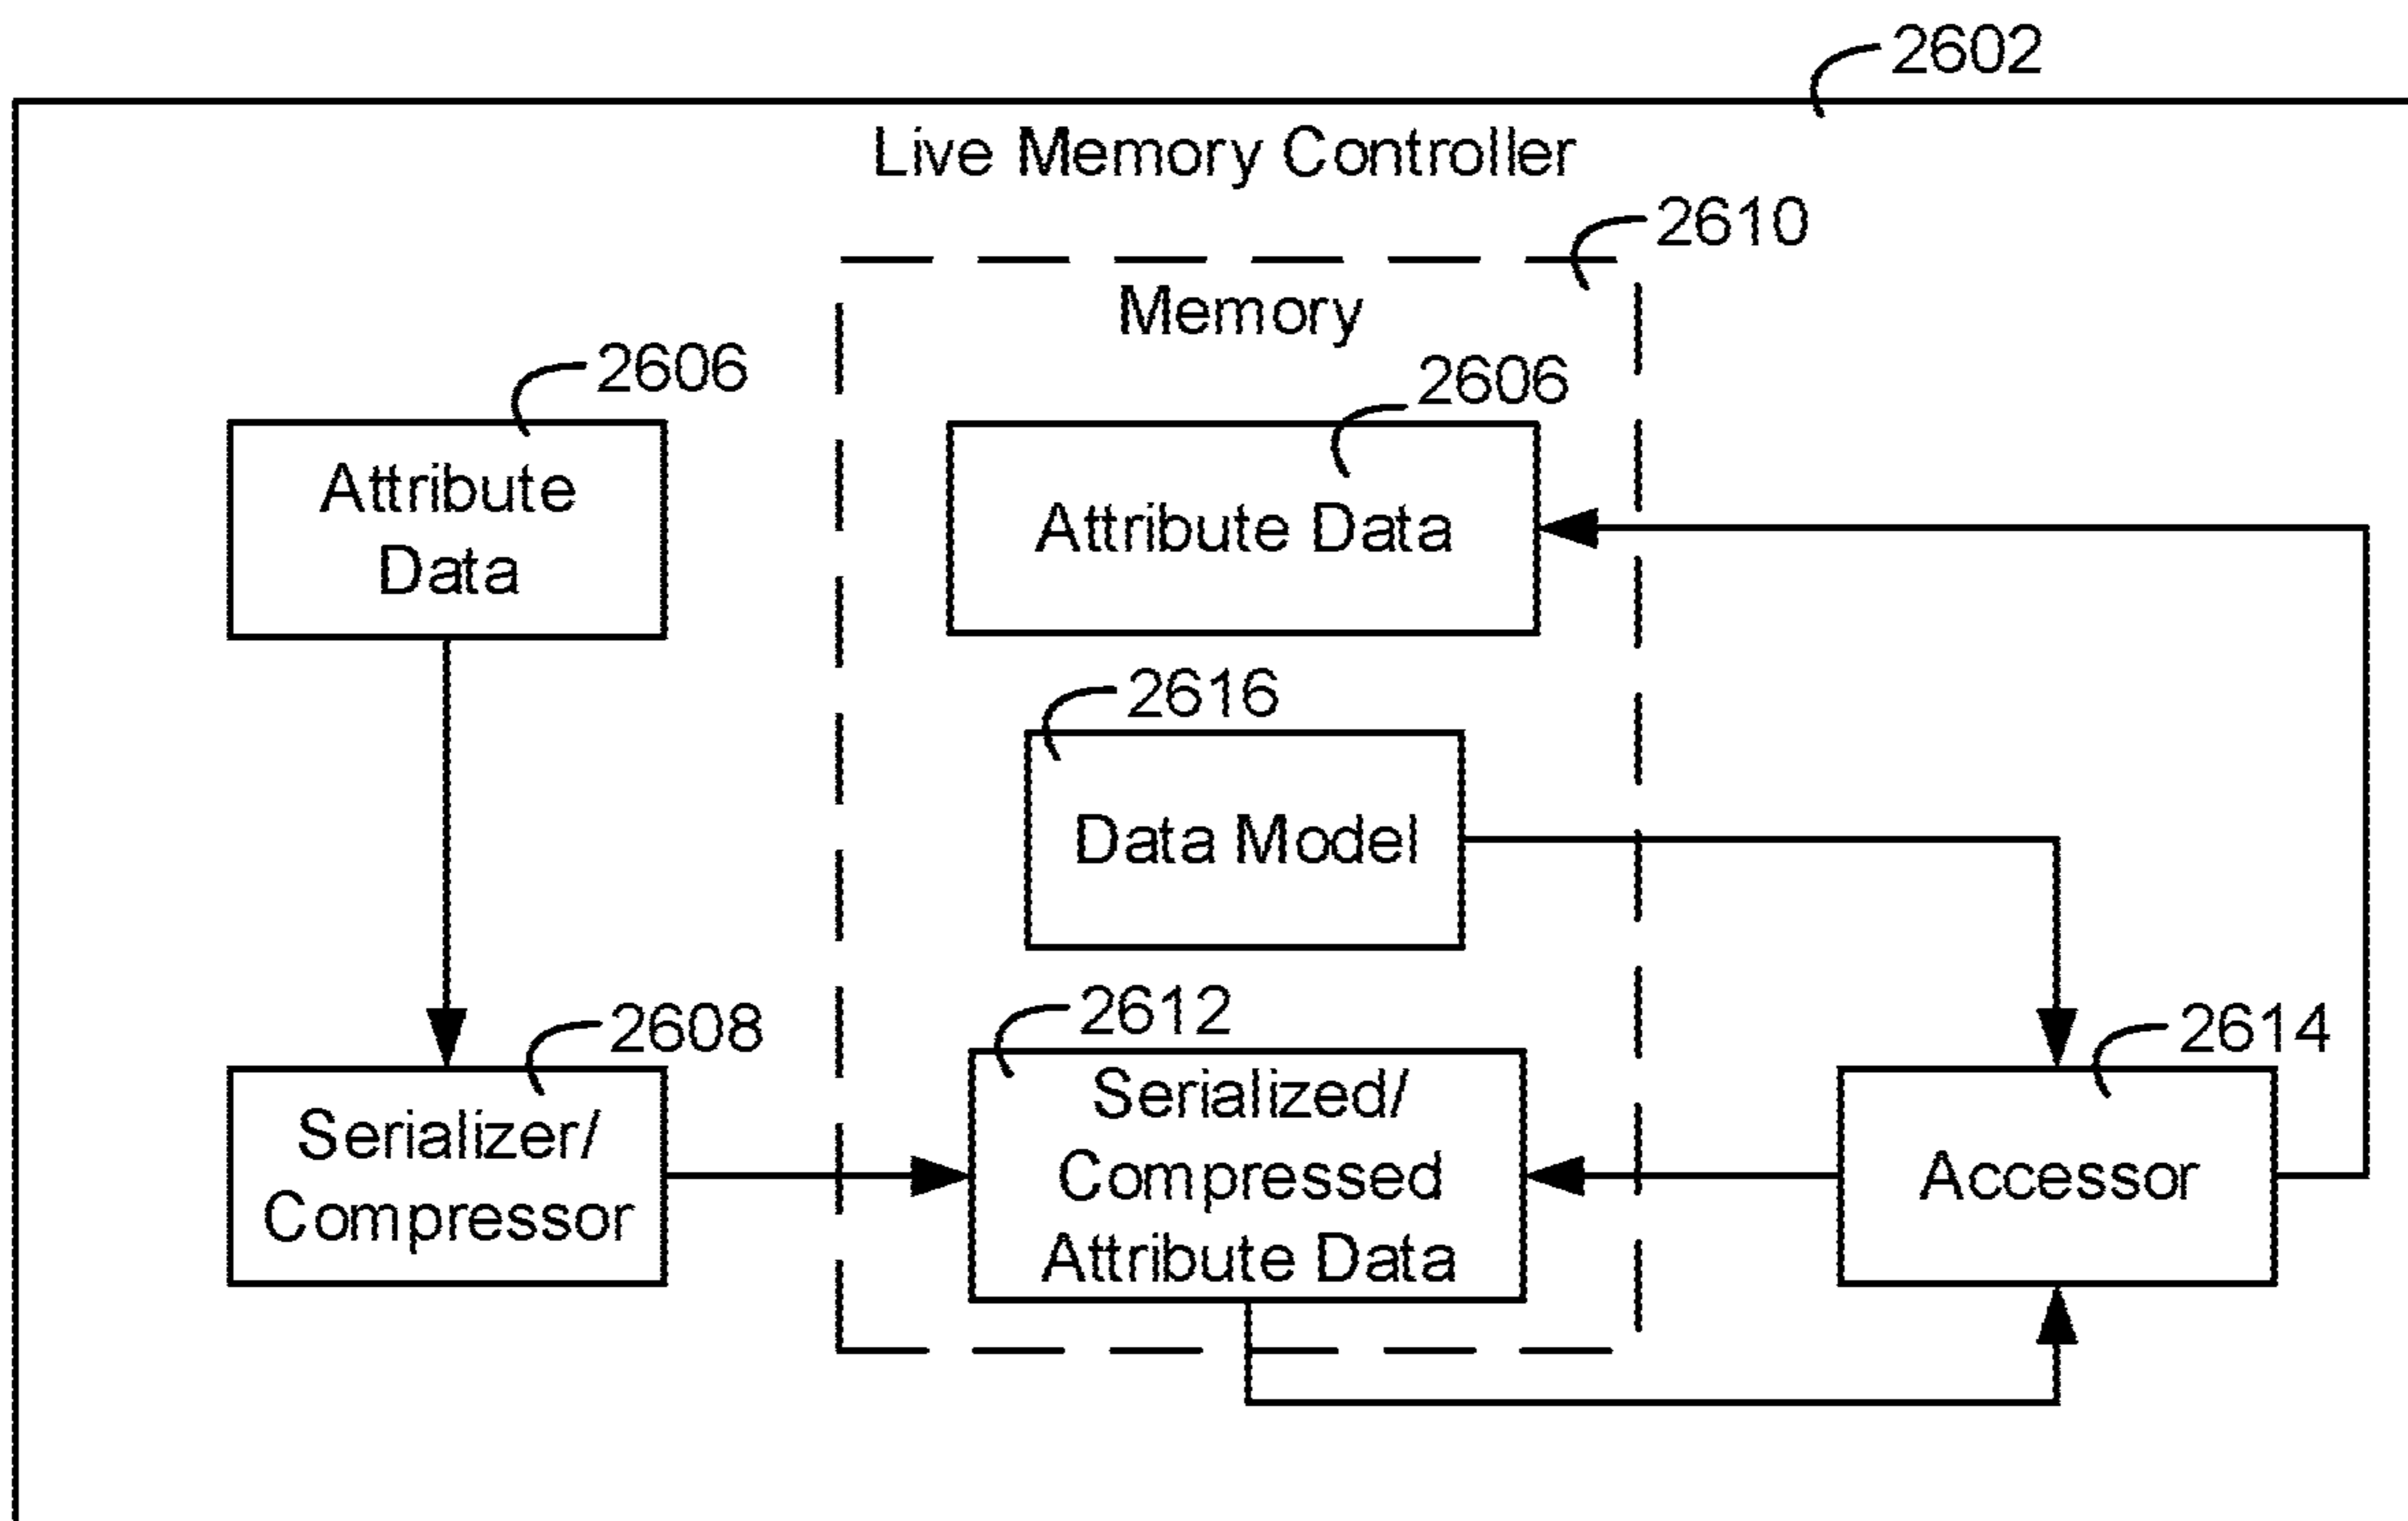 2602
Live Memory Controller
2610
Memory
2606
2606
Attribute
Data
Attribute Data
2616
Data Model
2612
2608
2614
Serializer/
Compressor
Serialized/
Compressed
Attribute Data
Accessor